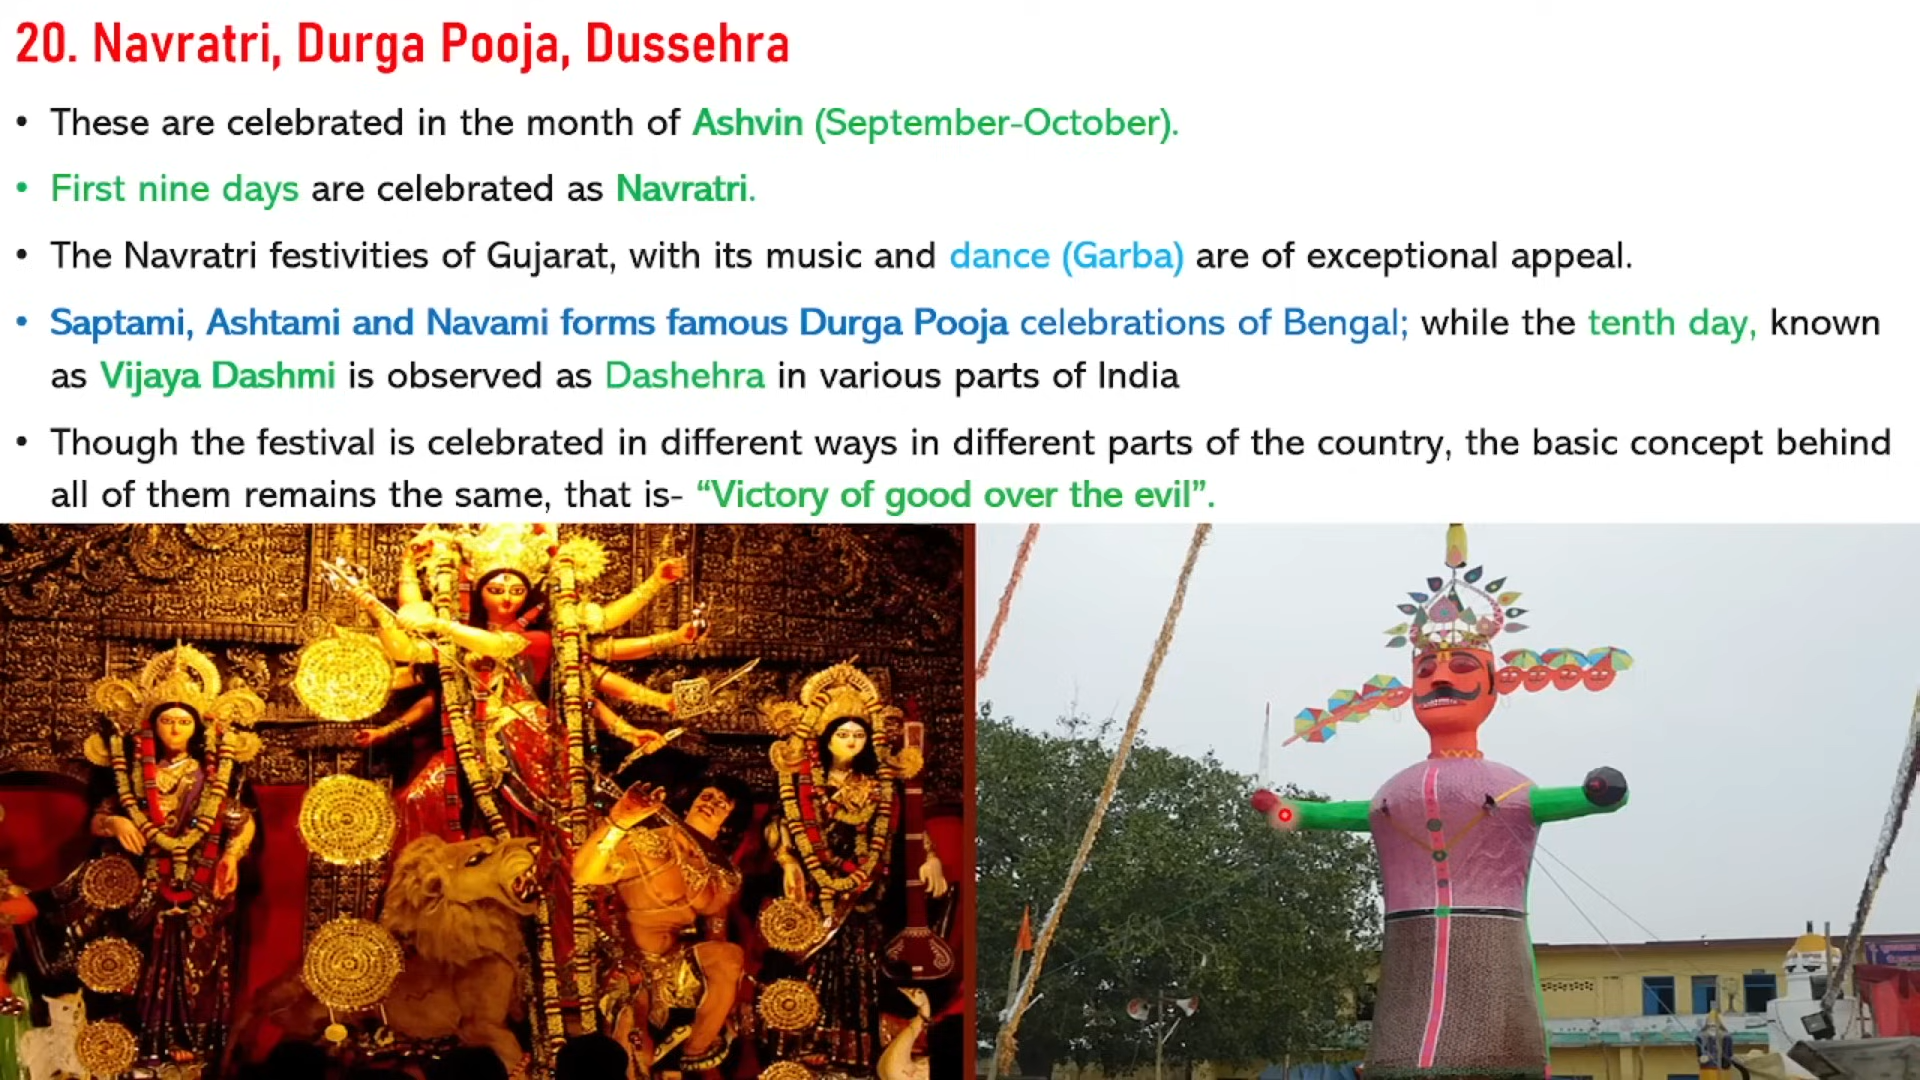 20. Navratri, Durga Pooja, Dussehra
• These are celebrated in the month of Ashvin (September-October).
• First nine days are celebrated as Navratri.
• The Navratri festivities of Gujarat, with its music and dance (Garba) are of exceptional appeal.
• Saptami, Ashtami and Navami forms famous Durga Pooja celebrations of Bengal; while the tenth day, known
as Vijaya Dashmi is observed as Dashehra in various parts of India
• Though the festival is celebrated in different ways in different parts of the country, the basic concept behind
all of them remains the same, that is- “Victory of good over the evil”.